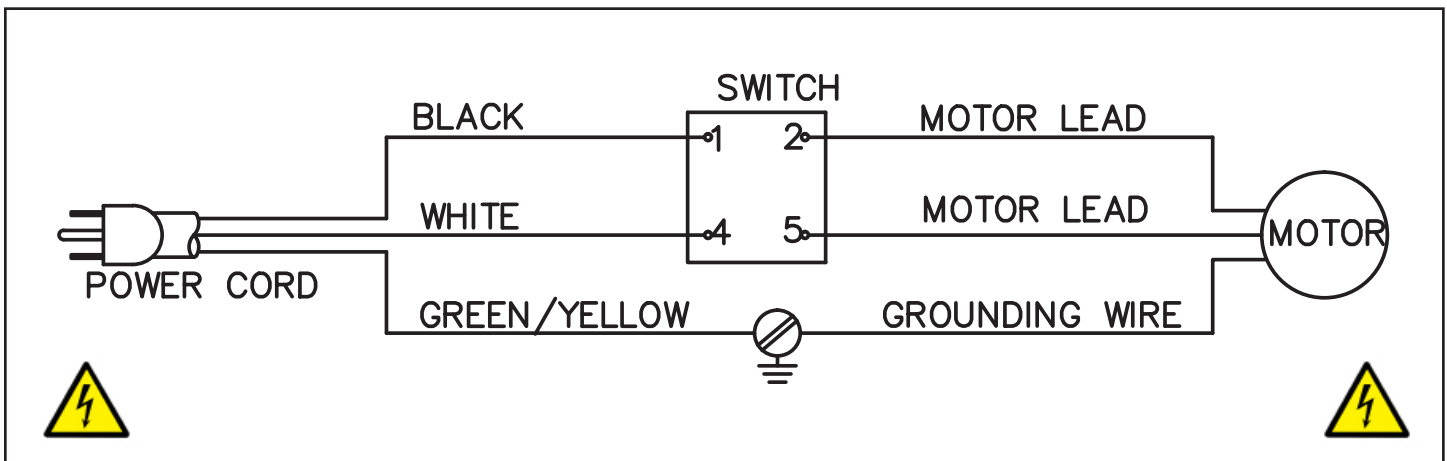 SWITCH
BLACK
1
2
MOTOR LEAD
WHITE
4
5
MOTOR LEAD
MOTOR
POWER CORD
GREEN/YELLOW
GROUNDING WIRE